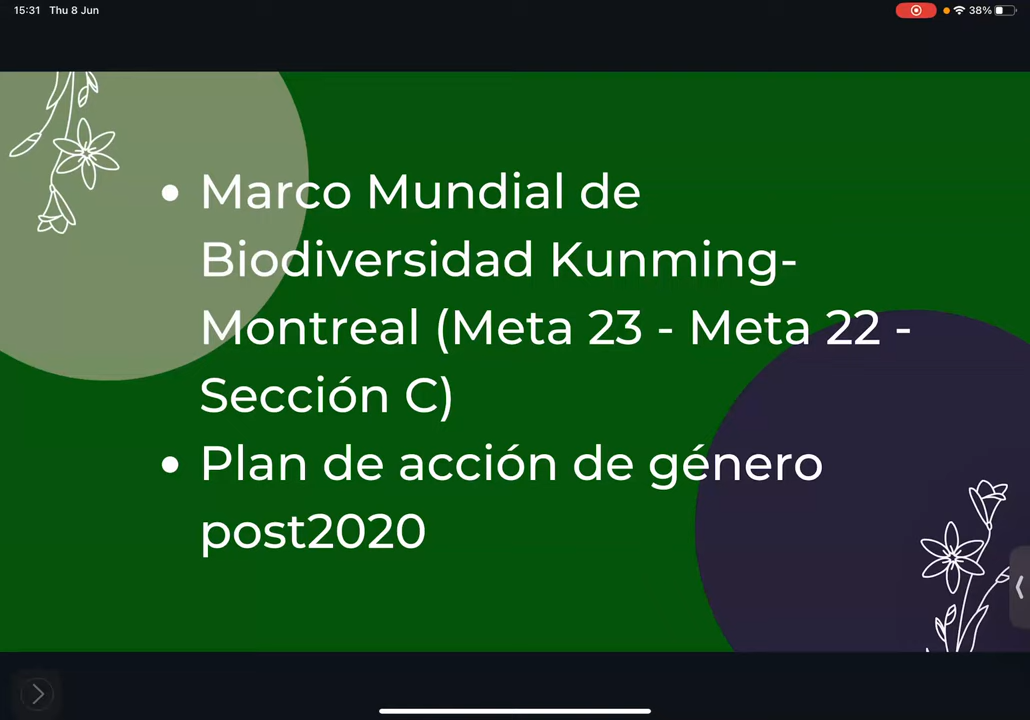 15:31 Thu 8 Jun
38%
• Marco Mundial de
Biodiversidad Kunming-
Montreal (Meta 23 - Meta 22 -
Sección C)
• Plan de acción de género
post2020